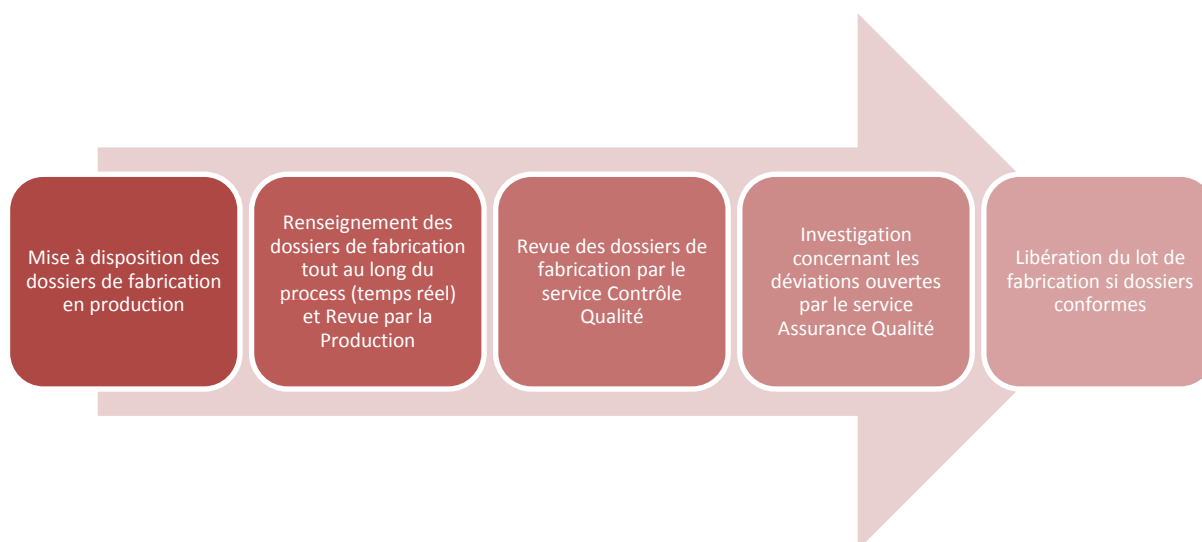 Mise à disposition des
dossiers de fabrication
en production
Renseignement des
dossiers de fabrication
tout au long du
process (temps réel)
et Revue par la
Production
Revue des dossiers de
fabrication par le
service Contrôle
Qualité
Investigation
concernant les
déviations ouvertes
par le service
Assurance Qualité
Libération du lot de
fabrication si dossiers
conformes